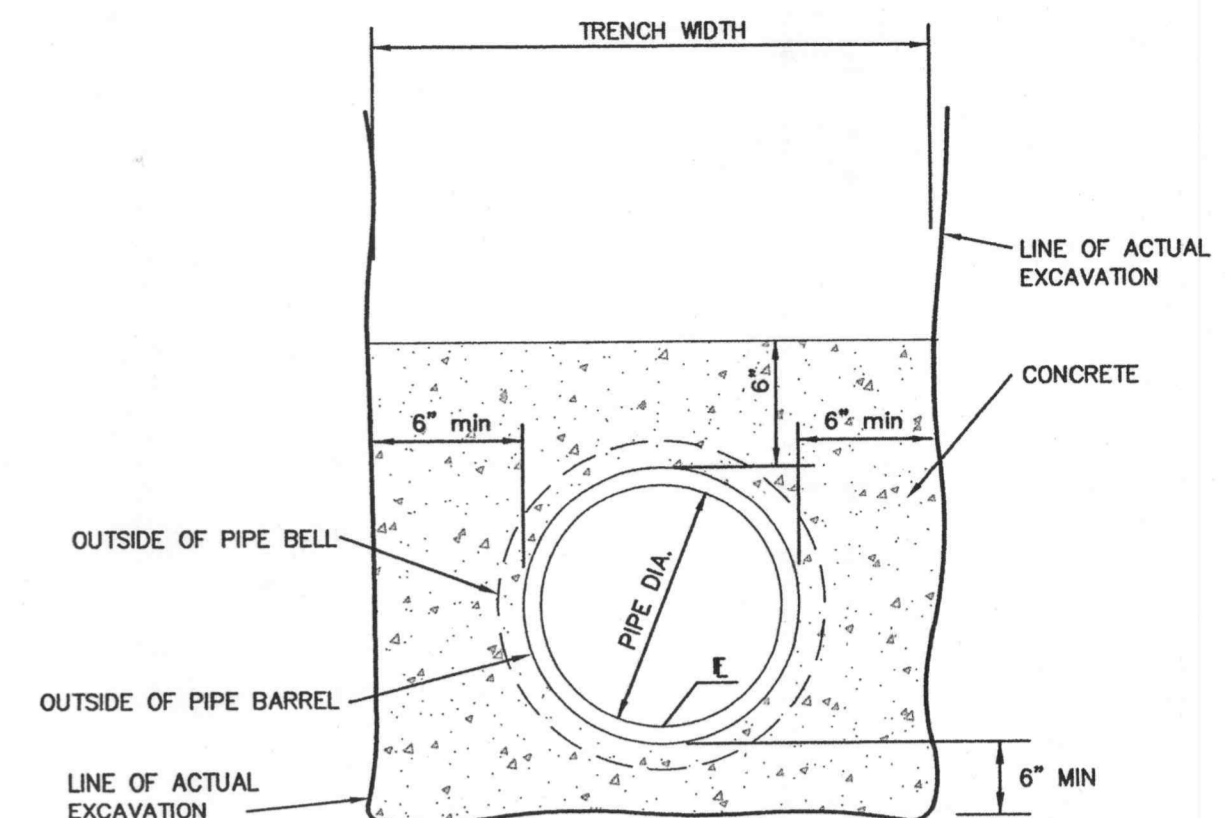 TRENCH WIDTH
LINE OF ACTUAL
EXCAVATION
6"
CONCRETE
6" min
6" min
OUTSIDE OF PIPE BELL
PIPE DIA.
OUTSIDE OF PIPE BARREL
6" MIN
LINE OF ACTUAL
EXCAVATION